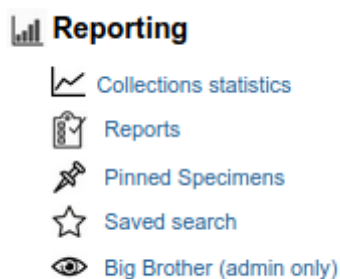 Reporting
Collections statistics
Reports
Pinned Specimens
Saved search
Big Brother (admin only)